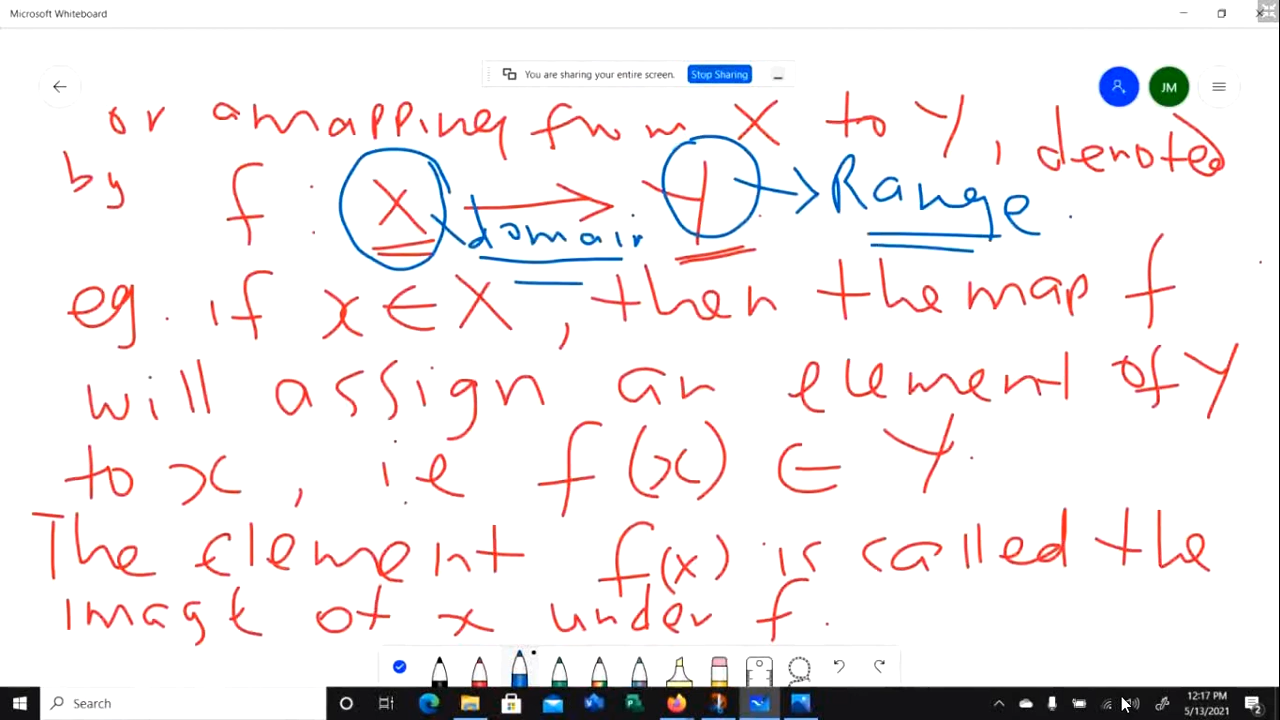 Microsoft Whiteboard
You are sharing your entire screen. Stop Sharing
JM
or a mapping from X to Y, denoted
by f : X → Y → Range
domain
eg. if x ∈ X, then the map f
will assign an element of Y
to x, ie f(x) ∈ Y.
The element f(x) is called the
image of x under f.
Search
12:17 PM
5/13/2021
2